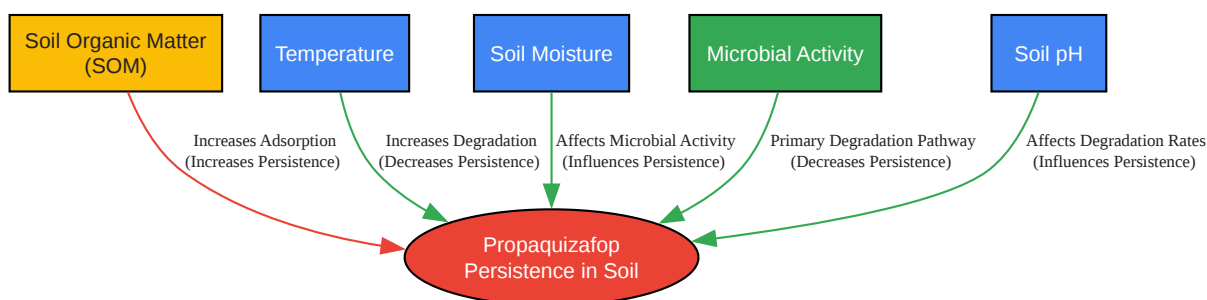 Soil Organic Matter
(SOM)
Temperature
Soil Moisture
Microbial Activity
Soil pH
Increases Adsorption
(Increases Persistence)
Increases Degradation
(Decreases Persistence)
Affects Microbial Activity
(Influences Persistence)
Primary Degradation Pathway
(Decreases Persistence)
Affects Degradation Rates
(Influences Persistence)
Propaquizafop
Persistence in Soil